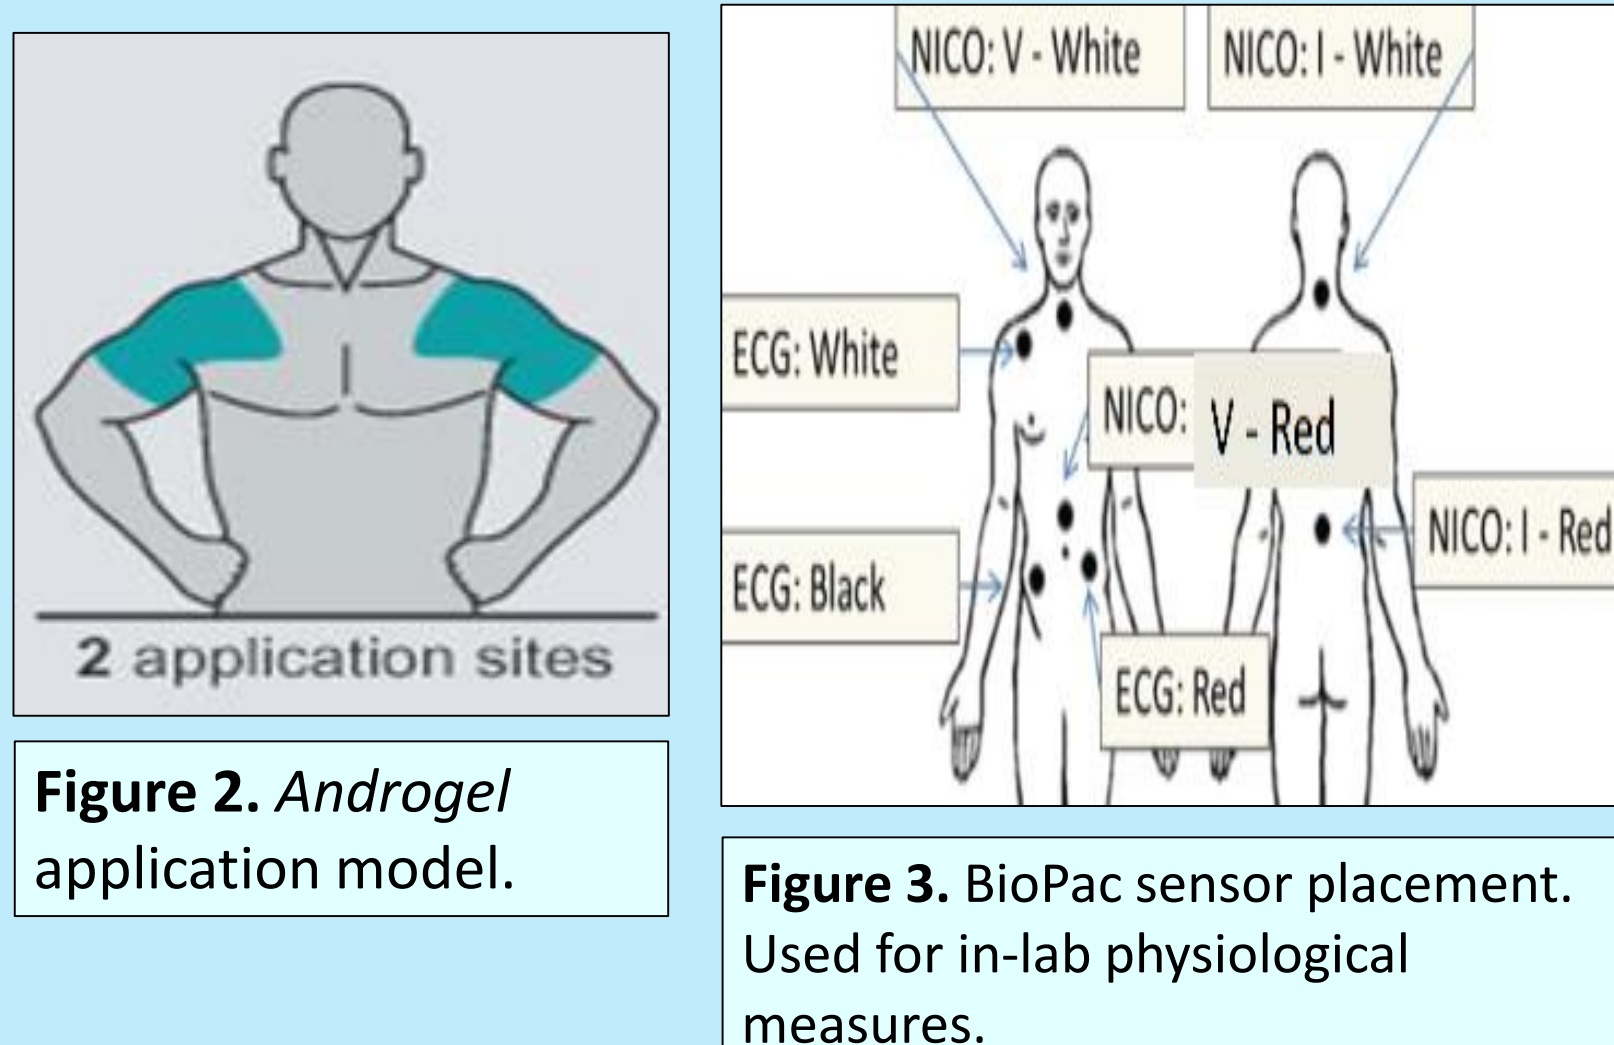 2 application sites
Figure 2. Androgel
application model.
NICO: V - White
NICO: I - White
ECG: White
NICO: V - Red
NICO: I - Red
ECG: Black
ECG: Red
Figure 3. BioPac sensor placement.
Used for in-lab physiological
measures.